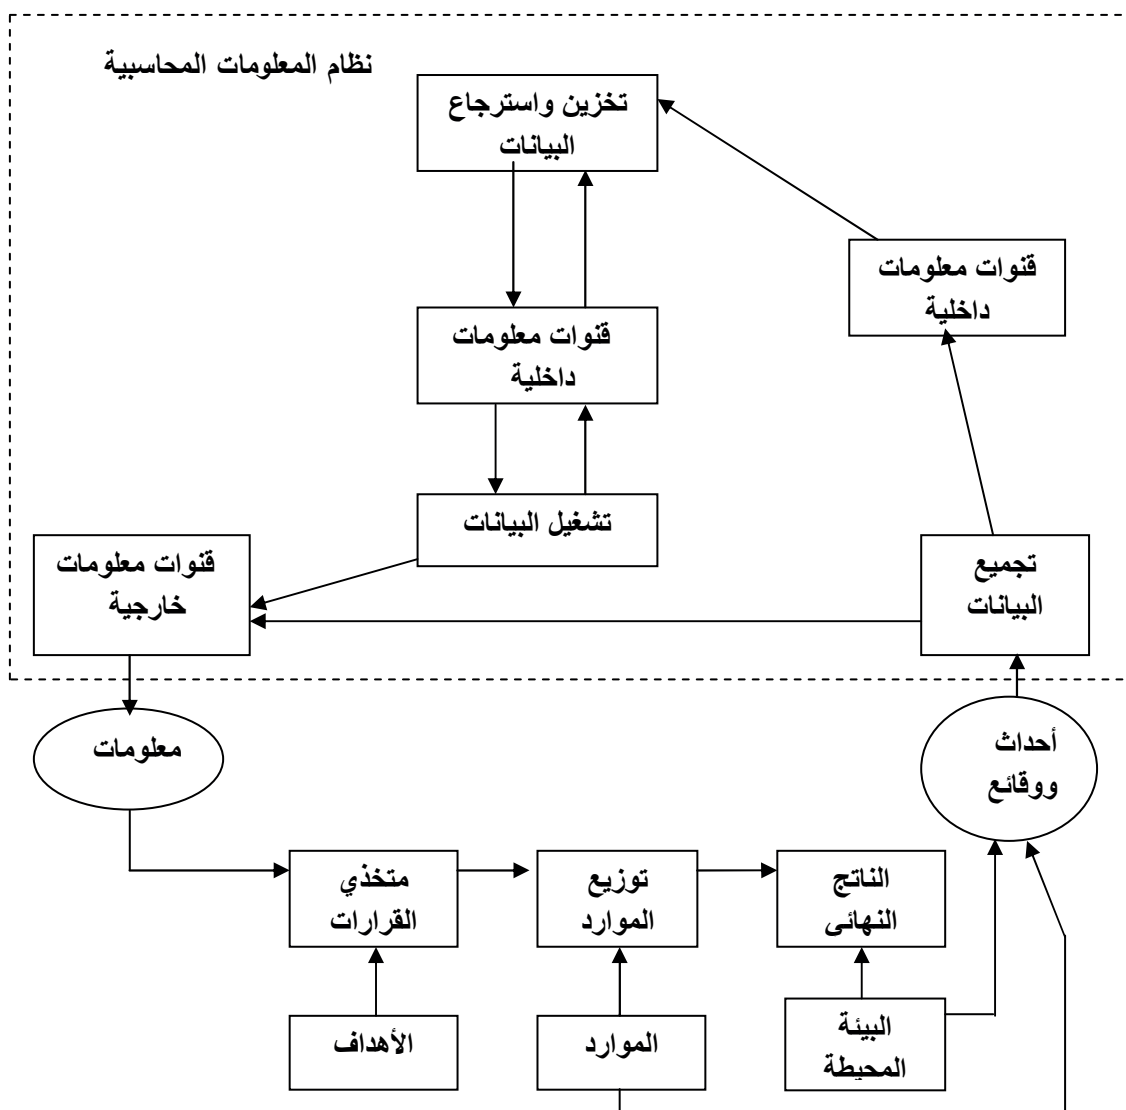 نظام المعلومات المحاسبية
تخزين واسترجاع
البيانات
قنوات معلومات
داخلية
قنوات معلومات
داخلية
تشغيل البيانات
تجميع
البيانات
قنوات معلومات
خارجية
أحداث
ووقائع
معلومات
الناتج
النهائى
توزيع
الموارد
متخذي
القرارات
البيئة
المحيطة
الموارد
الأهداف